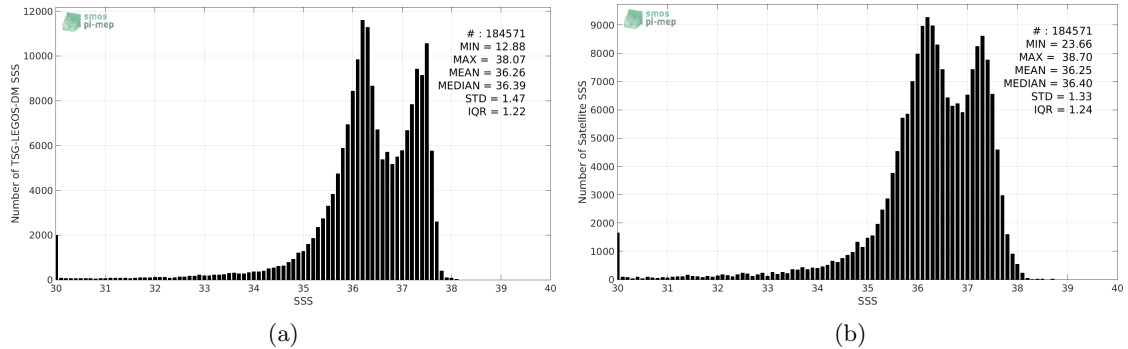 smos
pi-mep
Number of TSG-LEGOS-DM SSS
12000
10000
8000
6000
4000
2000
0
# : 184571
MIN = 12.88
MAX = 38.07
MEAN = 36.26
MEDIAN = 36.39
STD = 1.47
IQR = 1.22
30 31 32 33 34 35 36 37 38 39 40
SSS
(a)
smos
pi-mep
Number of Satellite SSS
9000
8000
7000
6000
5000
4000
3000
2000
1000
0
# : 184571
MIN = 23.66
MAX = 38.70
MEAN = 36.25
MEDIAN = 36.40
STD = 1.33
IQR = 1.24
30 31 32 33 34 35 36 37 38 39 40
SSS
(b)